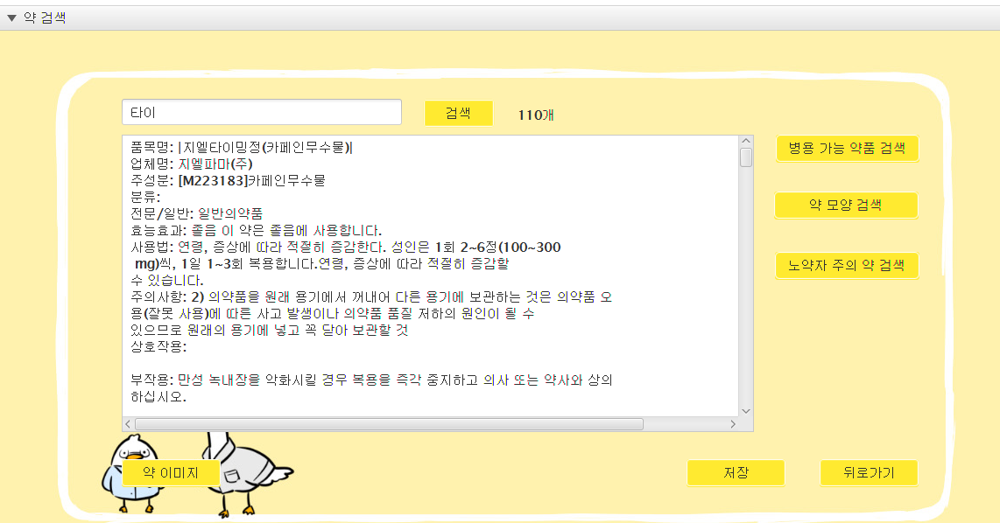 ▼ 약 검색
타이
검색
110개
품목명: |지엘타이밍정(카페인무수물)|
업체명: 지엘파마(주)
주성분: [M223183]카페인무수물
분류:
전문/일반: 일반의약품
효능효과: 졸음 이 약은 졸음에 사용합니다.
사용법: 연령, 증상에 따라 적절히 증감한다. 성인은 1회 2~6정(100~300
mg)씩, 1일 1~3회 복용합니다.연령, 증상에 따라 적절히 증감할
수 있습니다.
주의사항: 2) 의약품을 원래 용기에서 꺼내어 다른 용기에 보관하는 것은 의약품 오
용(잘못 사용)에 따른 사고 발생이나 의약품 품질 저하의 원인이 될 수
있으므로 원래의 용기에 넣고 꼭 닫아 보관할 것
상호작용:
부작용: 만성 녹내장을 악화시킬 경우 복용을 즉각 중지하고 의사 또는 약사와 상의
하십시오.
병용 가능 약품 검색
약 모양 검색
노약자 주의 약 검색
약 이미지
저장
뒤로가기